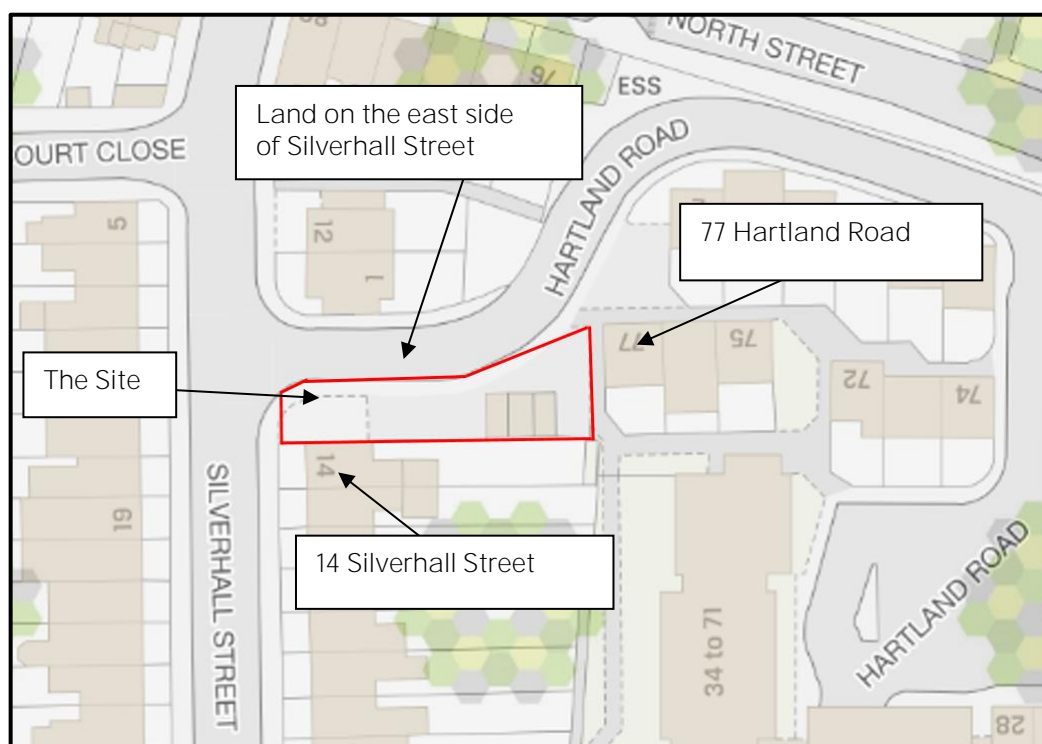 NORTH STREET
76
ESS
Land on the east side
of Silverhall Street
OURT CLOSE
HARTLAND ROAD
5
12
1
77 Hartland Road
77
75
72
74
The Site
14
SILVERHALL STREET
19
14 Silverhall Street
34 to 71
HARTLAND ROAD
28